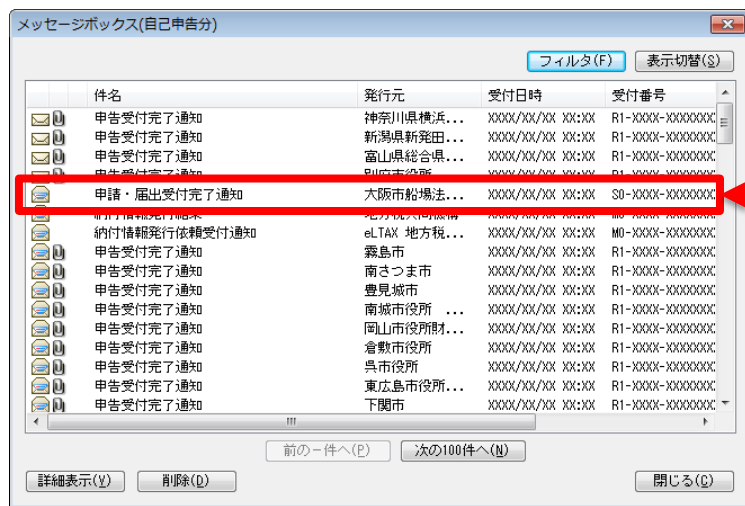 メッセージボックス(自己申告分)
フィルタ(F) 表示切替(S)
件名 発行元 受付日時 受付番号
申告受付完了通知 神奈川県横浜... XXXX/XX/XX XX:XX R1-XXXX-XXXXXXX
申告受付完了通知 新潟県新発田... XXXX/XX/XX XX:XX R1-XXXX-XXXXXXX
申告受付完了通知 富山県総合県... XXXX/XX/XX XX:XX R1-XXXX-XXXXXXX
申請・届出受付完了通知 大阪市船場法... XXXX/XX/XX XX:XX S0-XXXX-XXXXXXX
納付情報発行依頼受付通知 eLTAX 地方税... XXXX/XX/XX XX:XX M0-XXXX-XXXXXXX
申告受付完了通知 霧島市 XXXX/XX/XX XX:XX R1-XXXX-XXXXXXX
申告受付完了通知 南さつま市 XXXX/XX/XX XX:XX R1-XXXX-XXXXXXX
申告受付完了通知 豊見城市 XXXX/XX/XX XX:XX R1-XXXX-XXXXXXX
申告受付完了通知 南城市役所 ... XXXX/XX/XX XX:XX R1-XXXX-XXXXXXX
申告受付完了通知 岡山市役所財... XXXX/XX/XX XX:XX R1-XXXX-XXXXXXX
申告受付完了通知 倉敷市役所 XXXX/XX/XX XX:XX R1-XXXX-XXXXXXX
申告受付完了通知 呉市役所 XXXX/XX/XX XX:XX R1-XXXX-XXXXXXX
申告受付完了通知 東広島市役所... XXXX/XX/XX XX:XX R1-XXXX-XXXXXXX
申告受付完了通知 下関市 XXXX/XX/XX XX:XX R1-XXXX-XXXXXXX
前の一件へ(P) 次の100件へ(N)
詳細表示(V) 削除(D) 閉じる(C)